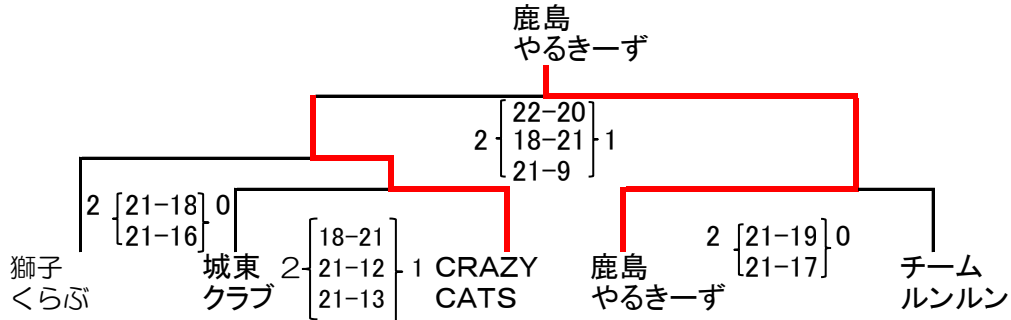 鹿島
やるきーず
22-20
2 18-21 1
21-9
2 21-18 0
21-16
18-21
2 21-12 1
21-13
2 21-19 0
21-17
獅子
くらぶ
城東
クラブ
CRAZY
CATS
鹿島
やるきーず
チーム
ルンルン